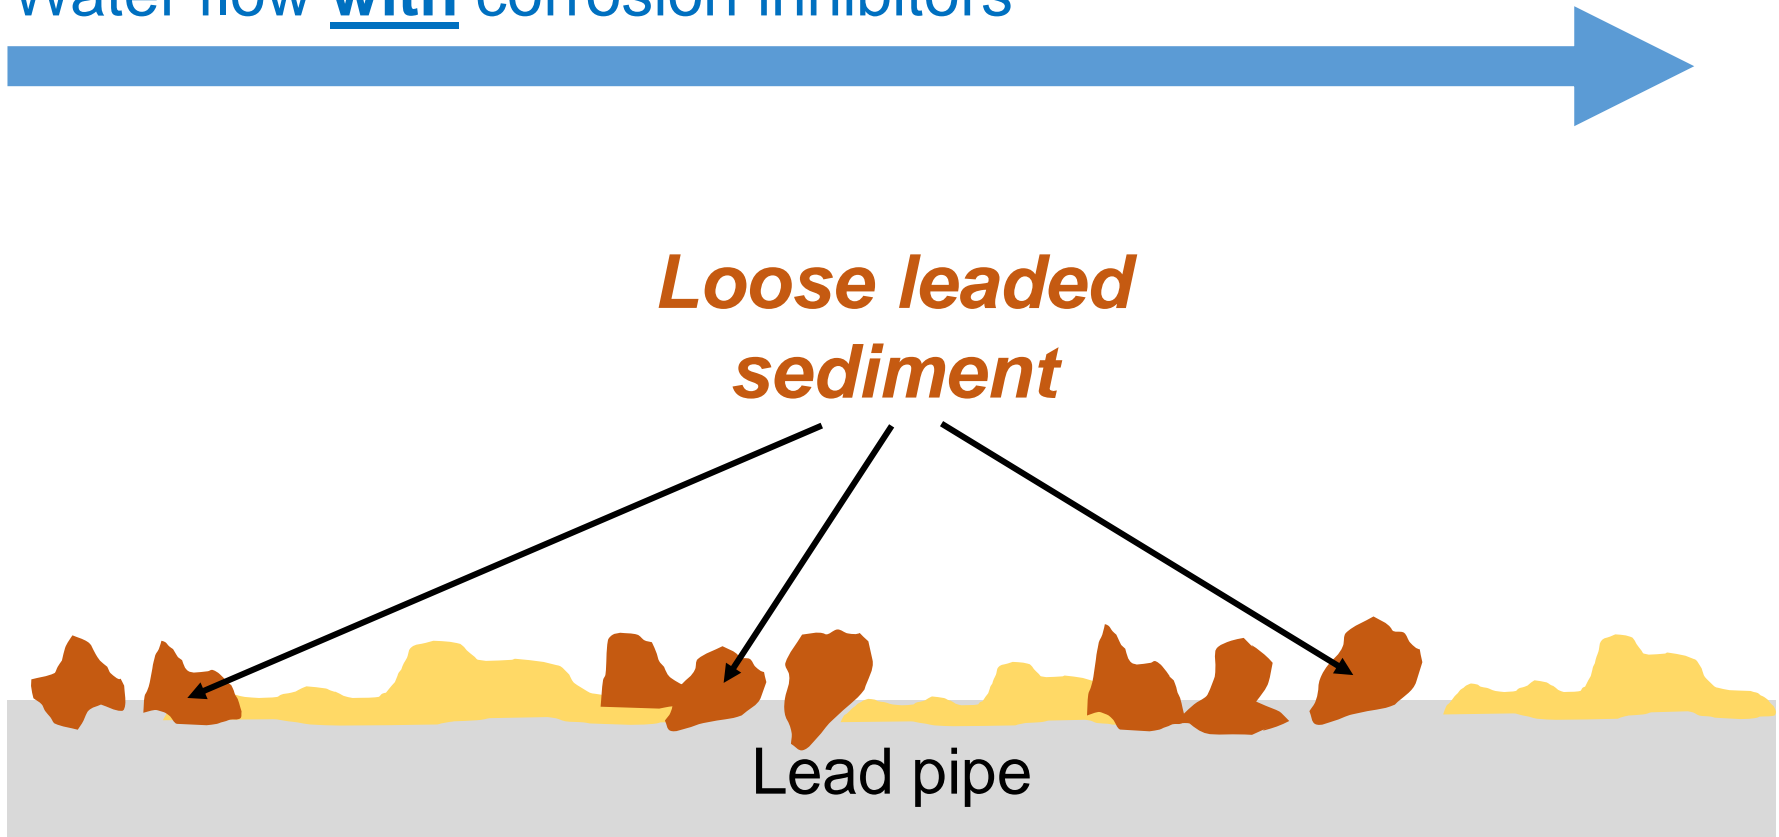 Water flow with corrosion inhibitors
Loose leaded
sediment
Lead pipe